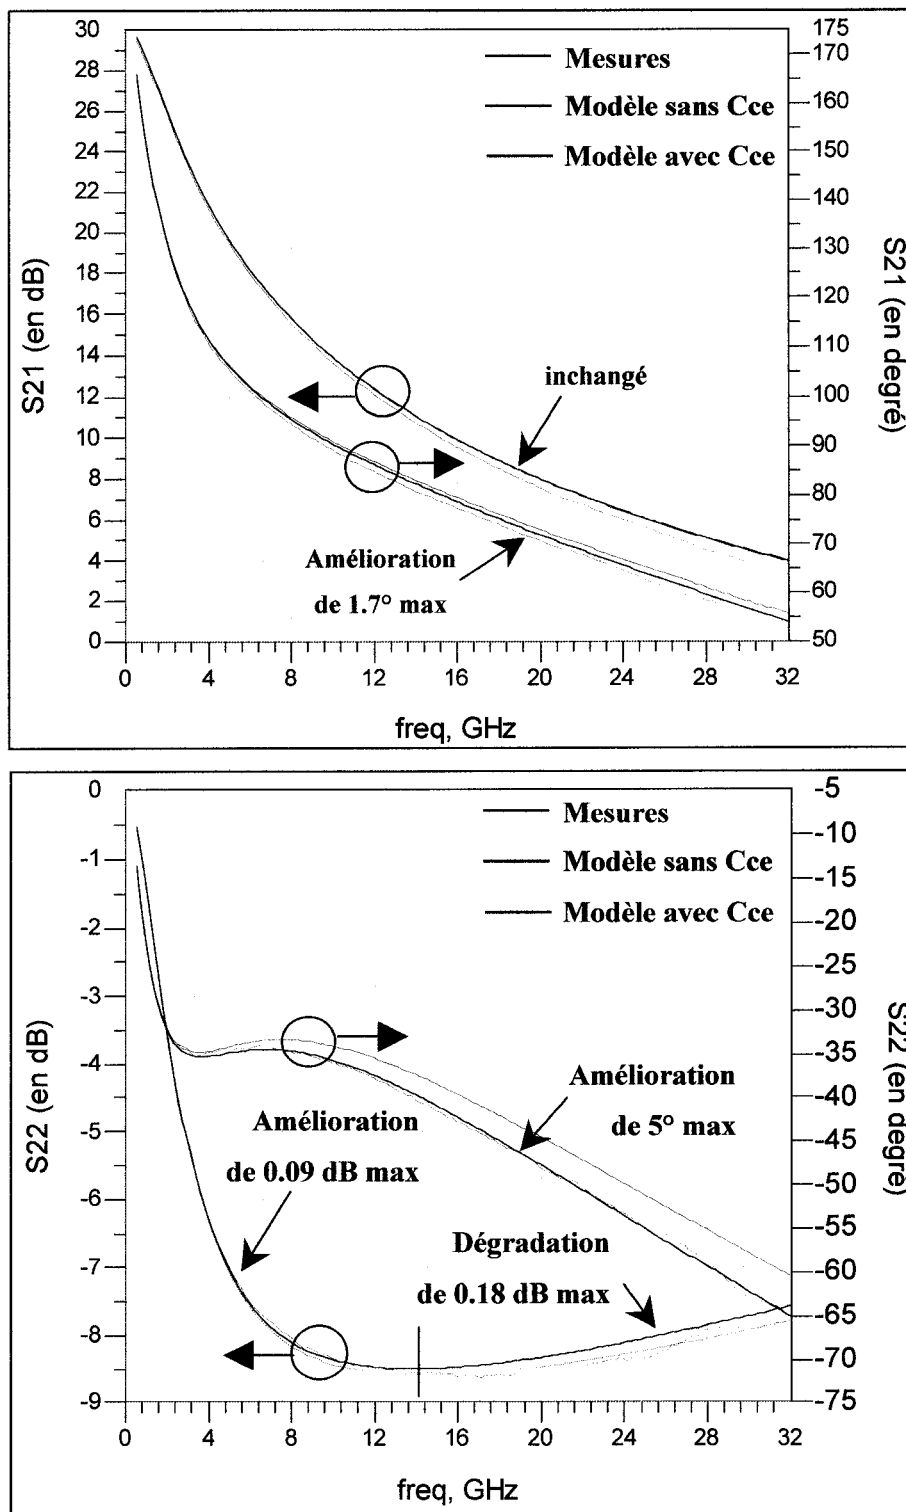 30
28
26
24
22
20
18
16
14
12
10
8
6
4
2
0
S21 (en dB)
175
170
160
150
140
130
120
110
100
90
80
70
60
50
S21 (en degré)
Mesures
Modèle sans Cce
Modèle avec Cce
inchangé
Amélioration
de 1.7° max
0 4 8 12 16 20 24 28 32
freq, GHz
0
-1
-2
-3
-4
-5
-6
-7
-8
-9
S22 (en dB)
-5
-10
-15
-20
-25
-30
-35
-40
-45
-50
-55
-60
-65
-70
-75
S22 (en degré)
Mesures
Modèle sans Cce
Modèle avec Cce
Amélioration
de 5° max
Amélioration
de 0.09 dB max
Dégradation
de 0.18 dB max
0 4 8 12 16 20 24 28 32
freq, GHz